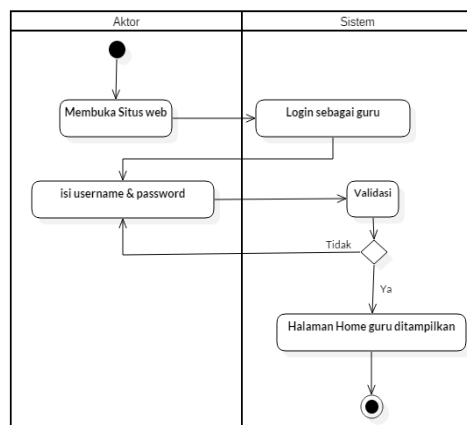 Aktor
Sistem
Membuka Situs web
Login sebagai guru
isi username & password
Validasi
Tidak
Ya
Halaman Home guru ditampilkan